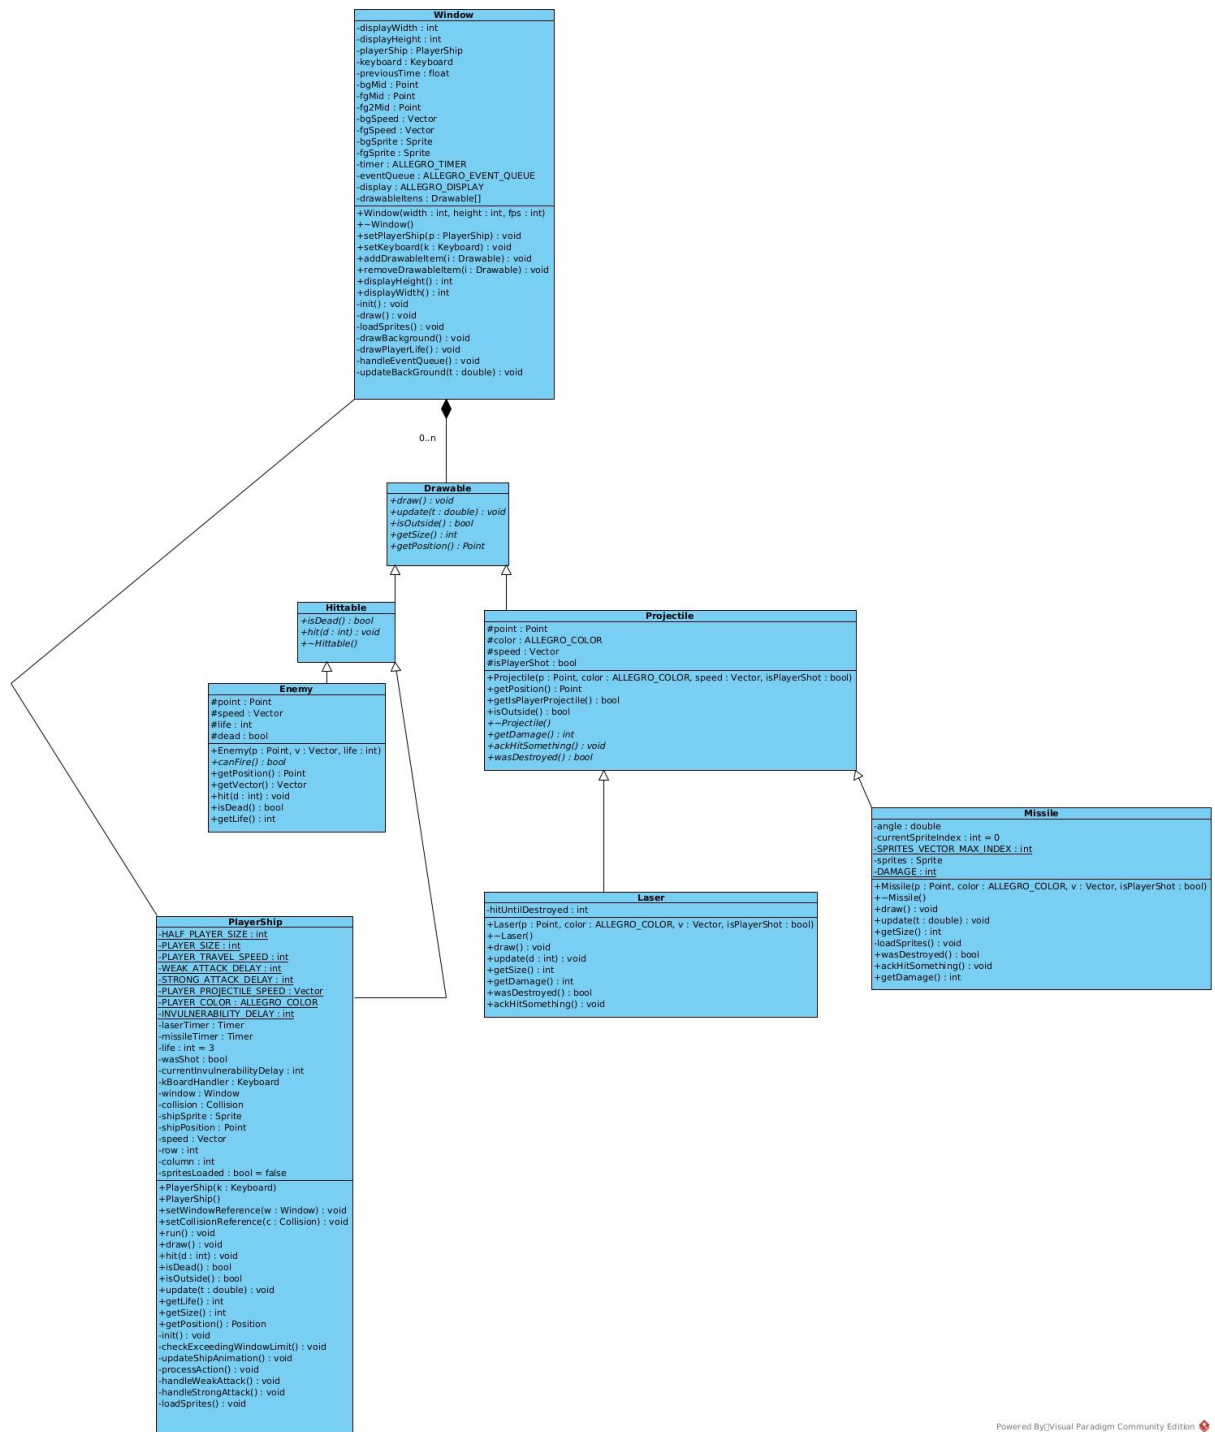 Window
-displayWidth : int
-displayHeight : int
-playerShip : PlayerShip
-keyboard : Keyboard
-previousTime : float
-bgMid : Point
-fgMid : Point
-fg2Mid : Point
-bgSpeed : Vector
-fgSpeed : Vector
-bgSprite : Sprite
-fgSprite : Sprite
-timer : ALLEGRO_TIMER
-eventQueue : ALLEGRO_EVENT_QUEUE
-display : ALLEGRO_DISPLAY
-drawableItens : Drawable[]
+Window(width : int, height : int, fps : int)
+~Window()
+setPlayerShip(p : PlayerShip) : void
+setKeyboard(k : Keyboard) : void
+addDrawableItem(i : Drawable) : void
+removeDrawableItem(i : Drawable) : void
+displayHeight() : int
+displayWidth() : int
-init() : void
-draw() : void
-loadSprites() : void
-drawBackground() : void
-drawPlayerLife() : void
-handleEventQueue() : void
-updateBackGround(t : double) : void
0..n
Drawable
+draw() : void
+update(t : double) : void
+isOutside() : bool
+getSize() : int
+getPosition() : Point
Hittable
+isDead() : bool
+hit(d : int) : void
+~Hittable()
Projectile
#point : Point
#color : ALLEGRO_COLOR
#speed : Vector
#isPlayerShot : bool
+Projectile(p : Point, color : ALLEGRO_COLOR, speed : Vector, isPlayerShot : bool)
+getPosition() : Point
+getIsPlayerProjectile() : bool
+isOutside() : bool
+~Projectile()
+getDamage() : int
+ackHitSomething() : void
+wasDestroyed() : bool
Enemy
#point : Point
#speed : Vector
#life : int
#dead : bool
+Enemy(p : Point, v : Vector, life : int)
+canFire() : bool
+getPosition() : Point
+getVector() : Vector
+hit(d : int) : void
+isDead() : bool
+getLife() : int
Missile
-angle : double
-currentSpriteIndex : int = 0
-SPRITES_VECTOR_MAX_INDEX : int
-sprites : Sprite
-DAMAGE : int
+Missile(p : Point, color : ALLEGRO_COLOR, v : Vector, isPlayerShot : bool)
+~Missile()
+draw() : void
+update(t : double) : void
+getSize() : int
-loadSprites() : void
+wasDestroyed() : bool
+ackHitSomething() : void
+getDamage() : int
Laser
-hitUntilDestroyed : int
+Laser(p : Point, color : ALLEGRO_COLOR, v : Vector, isPlayerShot : bool)
+~Laser()
+draw() : void
+update(d : int) : void
+getSize() : int
+getDamage() : int
+wasDestroyed() : bool
+ackHitSomething() : void
PlayerShip
-HALF_PLAYER_SIZE : int
-PLAYER_SIZE : int
-PLAYER_TRAVEL_SPEED : int
-WEAK_ATTACK_DELAY : int
-STRONG_ATTACK_DELAY : int
-PLAYER_PROJECTILE_SPEED : Vector
-PLAYER_COLOR : ALLEGRO_COLOR
-INVULNERABILITY_DELAY : int
-laserTimer : Timer
-missileTimer : Timer
-life : int = 3
-wasShot : bool
-currentInvulnerabilityDelay : int
-kBoardHandler : Keyboard
-window : Window
-collision : Collision
-shipSprite : Sprite
-shipPosition : Point
-speed : Vector
-row : int
-column : int
-spritesLoaded : bool = false
+PlayerShip(k : Keyboard)
+PlayerShip()
+setWindowReference(w : Window) : void
+setCollisionReference(c : Collision) : void
+run() : void
+draw() : void
+hit(d : int) : void
+isDead() : bool
+isOutside() : bool
+update(t : double) : void
+getLife() : int
+getSize() : int
+getPosition() : Position
-init() : void
-checkExceedingWindowLimit() : void
-updateShipAnimation() : void
-processAction() : void
-handleWeakAttack() : void
-handleStrongAttack() : void
-loadSprites() : void
Powered By Visual Paradigm Community Edition